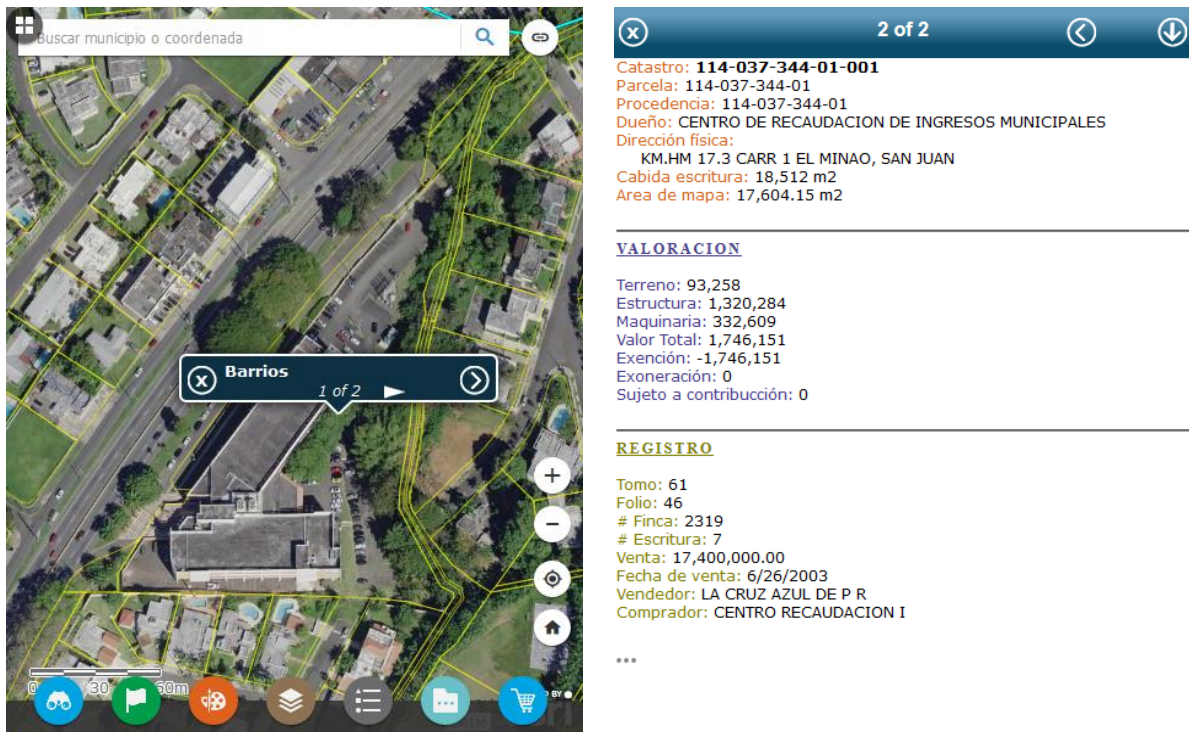 Buscar municipio o coordenada
Barrios
1 of 2
30
60m
BY
2 of 2
Catastro: 114-037-344-01-001
Parcela: 114-037-344-01
Procedencia: 114-037-344-01
Dueño: CENTRO DE RECAUDACION DE INGRESOS MUNICIPALES
Dirección física:
KM.HM 17.3 CARR 1 EL MINAO, SAN JUAN
Cabida escritura: 18,512 m2
Area de mapa: 17,604.15 m2
VALORACION
Terreno: 93,258
Estructura: 1,320,284
Maquinaria: 332,609
Valor Total: 1,746,151
Exención: -1,746,151
Exoneración: 0
Sujeto a contribucción: 0
REGISTRO
Tomo: 61
Folio: 46
# Finca: 2319
# Escritura: 7
Venta: 17,400,000.00
Fecha de venta: 6/26/2003
Vendedor: LA CRUZ AZUL DE P R
Comprador: CENTRO RECAUDACION I
...